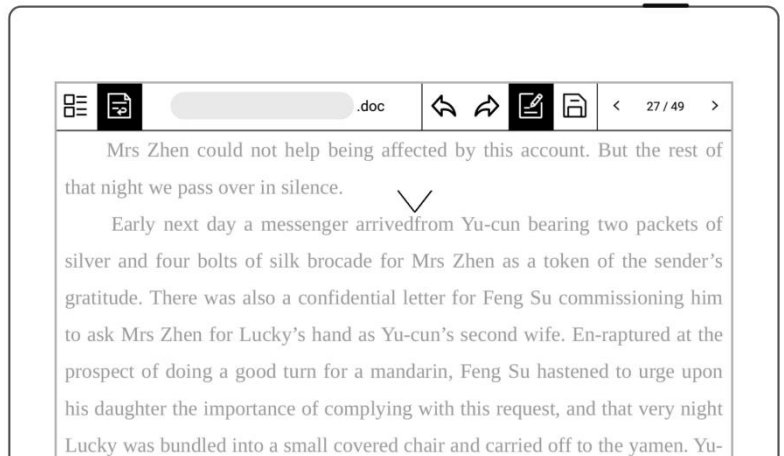 .doc
27 / 49
Mrs Zhen could not help being affected by this account. But the rest of
that night we pass over in silence.
Early next day a messenger arrivedfrom Yu-cun bearing two packets of
silver and four bolts of silk brocade for Mrs Zhen as a token of the sender’s
gratitude. There was also a confidential letter for Feng Su commissioning him
to ask Mrs Zhen for Lucky’s hand as Yu-cun’s second wife. En-raptured at the
prospect of doing a good turn for a mandarin, Feng Su hastened to urge upon
his daughter the importance of complying with this request, and that very night
Lucky was bundled into a small covered chair and carried off to the yamen. Yu-